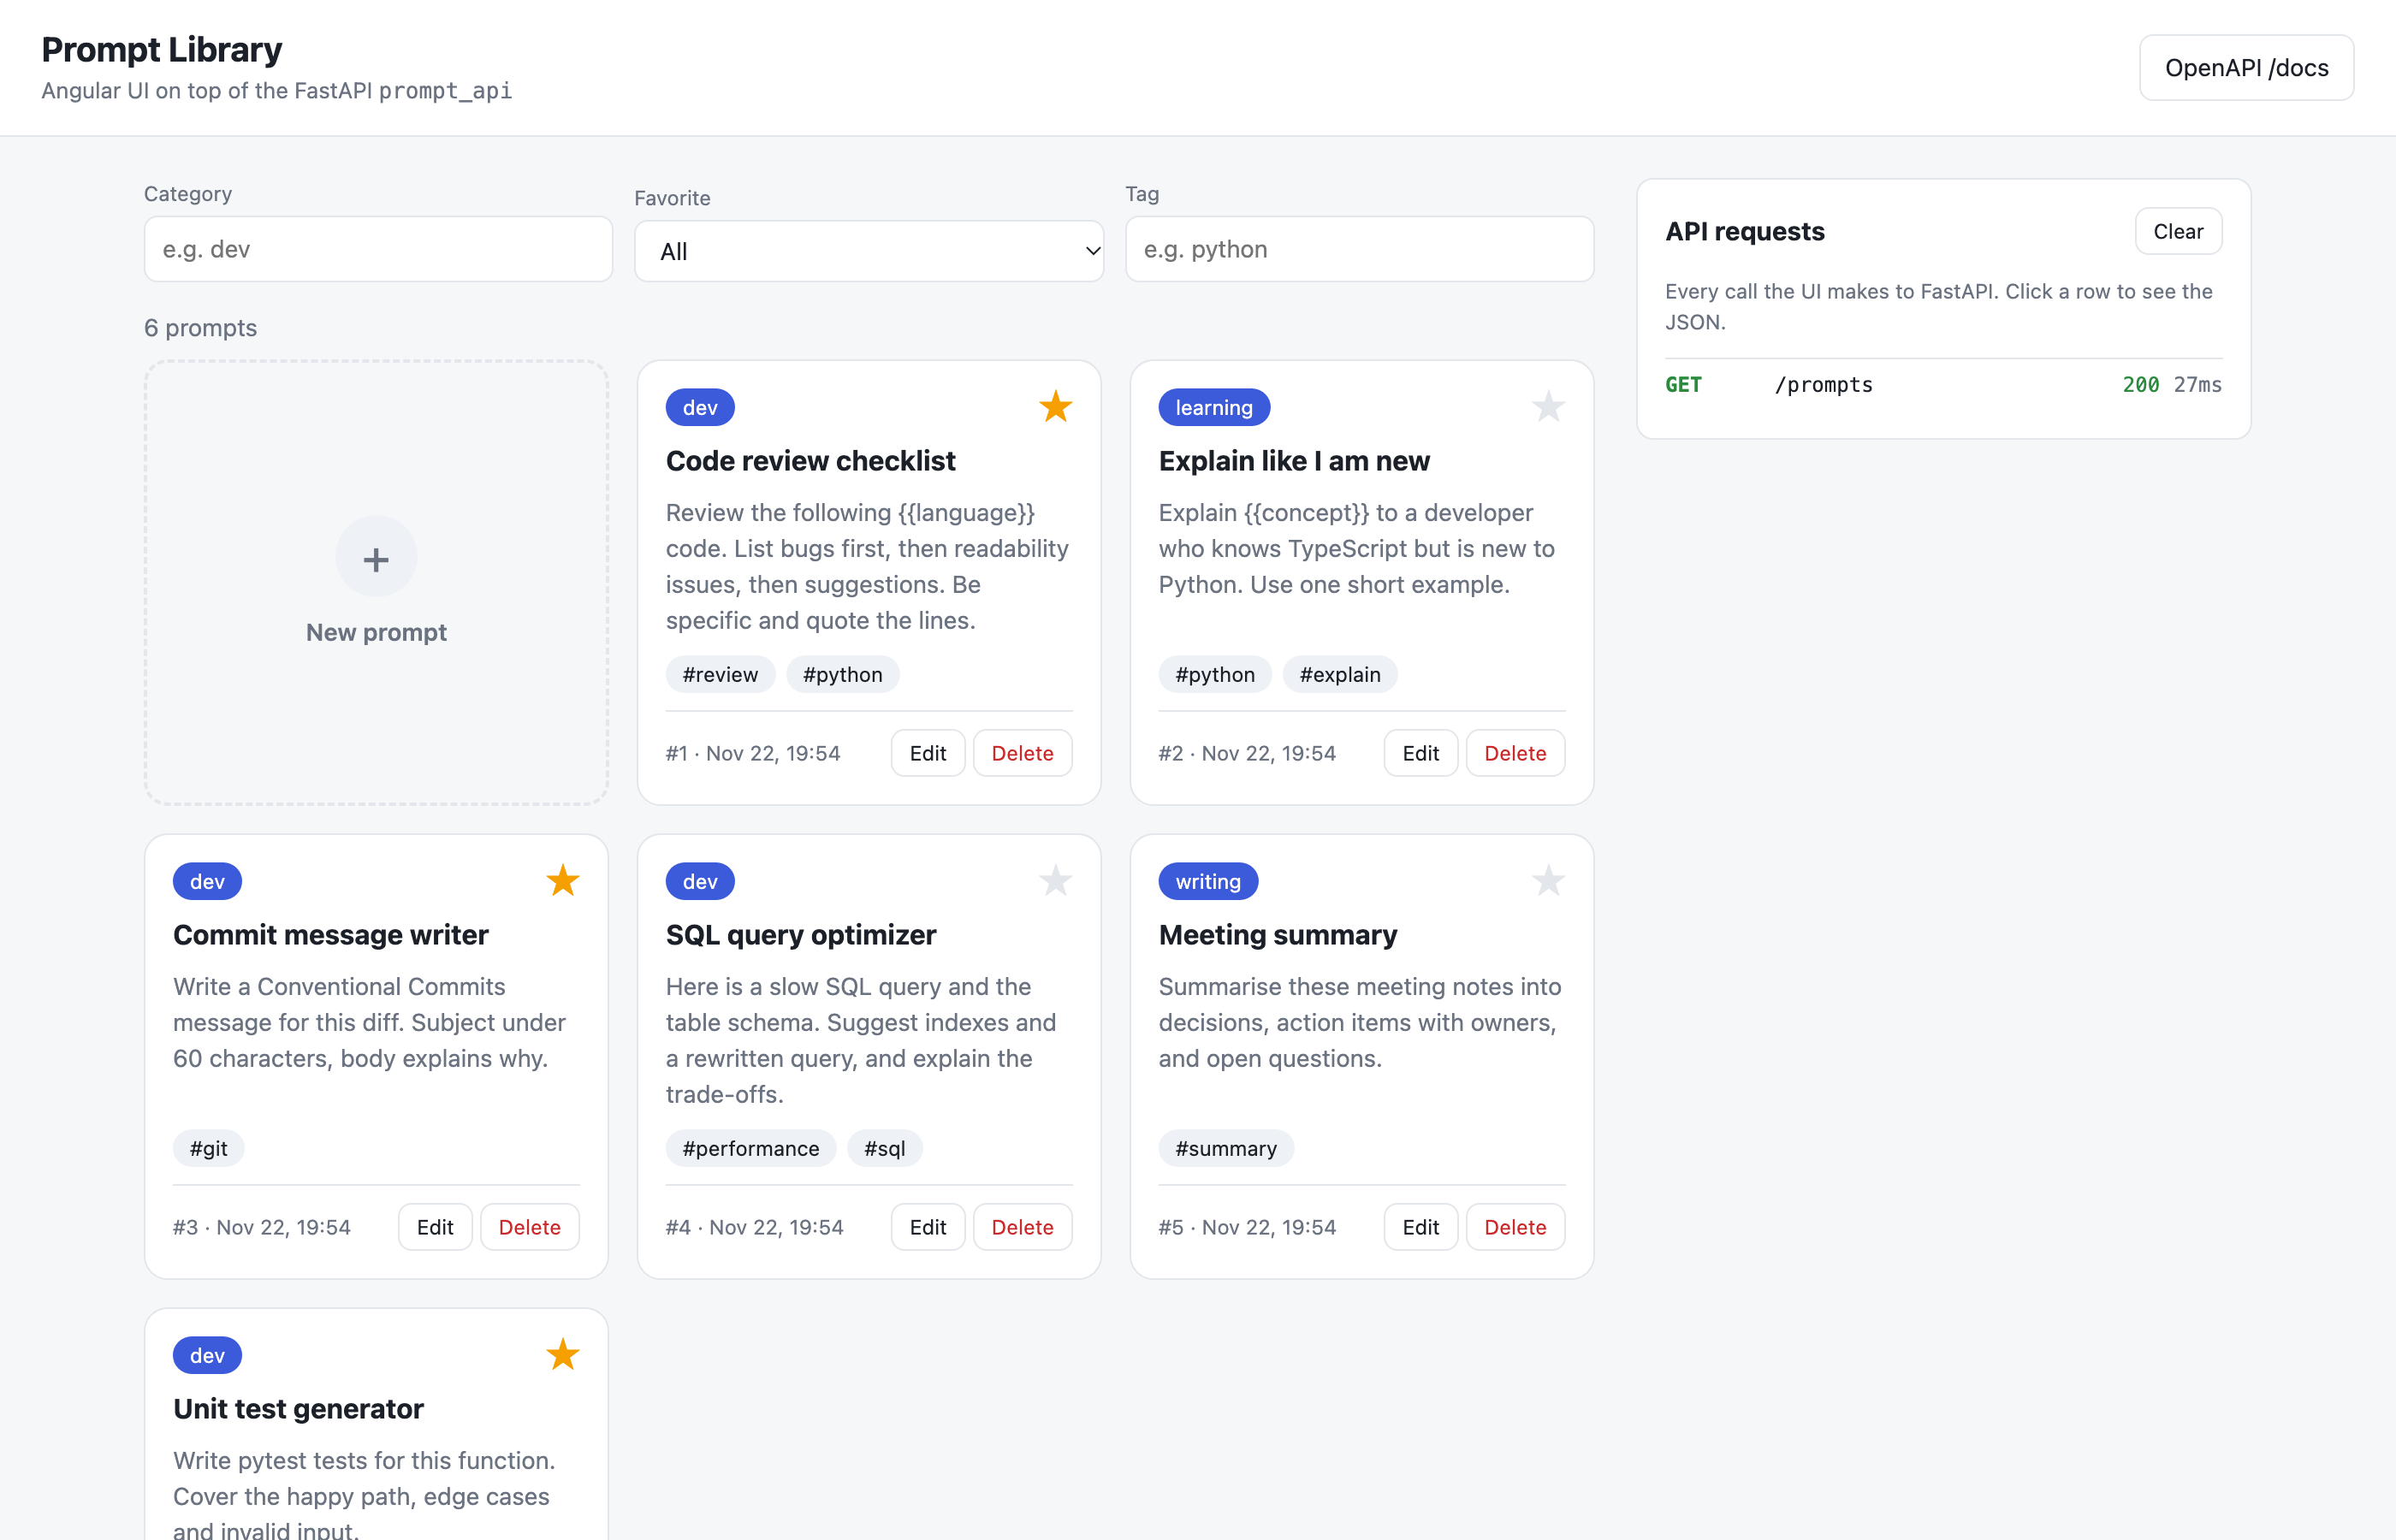 Prompt Library
Angular UI on top of the FastAPI prompt_api
OpenAPI /docs
Category
e.g. dev
Favorite
All
Tag
e.g. python
6 prompts
+
New prompt
dev
Code review checklist
Review the following {{language}}
code. List bugs first, then readability
issues, then suggestions. Be
specific and quote the lines.
#review #python
#1 · Nov 22, 19:54 Edit Delete
learning
Explain like I am new
Explain {{concept}} to a developer
who knows TypeScript but is new to
Python. Use one short example.
#python #explain
#2 · Nov 22, 19:54 Edit Delete
dev
Commit message writer
Write a Conventional Commits
message for this diff. Subject under
60 characters, body explains why.
#git
#3 · Nov 22, 19:54 Edit Delete
dev
SQL query optimizer
Here is a slow SQL query and the
table schema. Suggest indexes and
a rewritten query, and explain the
trade-offs.
#performance #sql
#4 · Nov 22, 19:54 Edit Delete
writing
Meeting summary
Summarise these meeting notes into
decisions, action items with owners,
and open questions.
#summary
#5 · Nov 22, 19:54 Edit Delete
dev
Unit test generator
Write pytest tests for this function.
Cover the happy path, edge cases
and invalid input.
API requests
Clear
Every call the UI makes to FastAPI. Click a row to see the
JSON.
GET /prompts 200 27ms